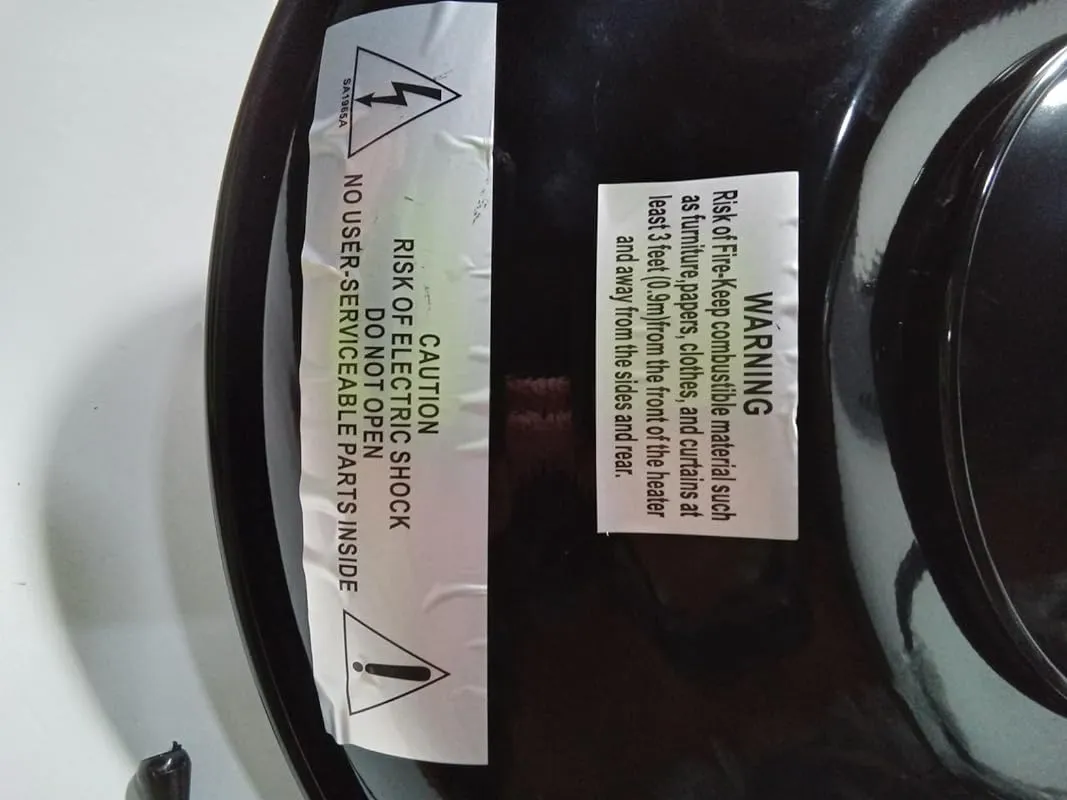 WARNING
Risk of Fire-Keep combustible material such
as furniture,papers, clothes, and curtains at
least 3 feet (0.9m)from the front of the heater
and away from the sides and rear.
CAUTION
RISK OF ELECTRIC SHOCK
DO NOT OPEN
NO USER-SERVICEABLE PARTS INSIDE
SA1965A